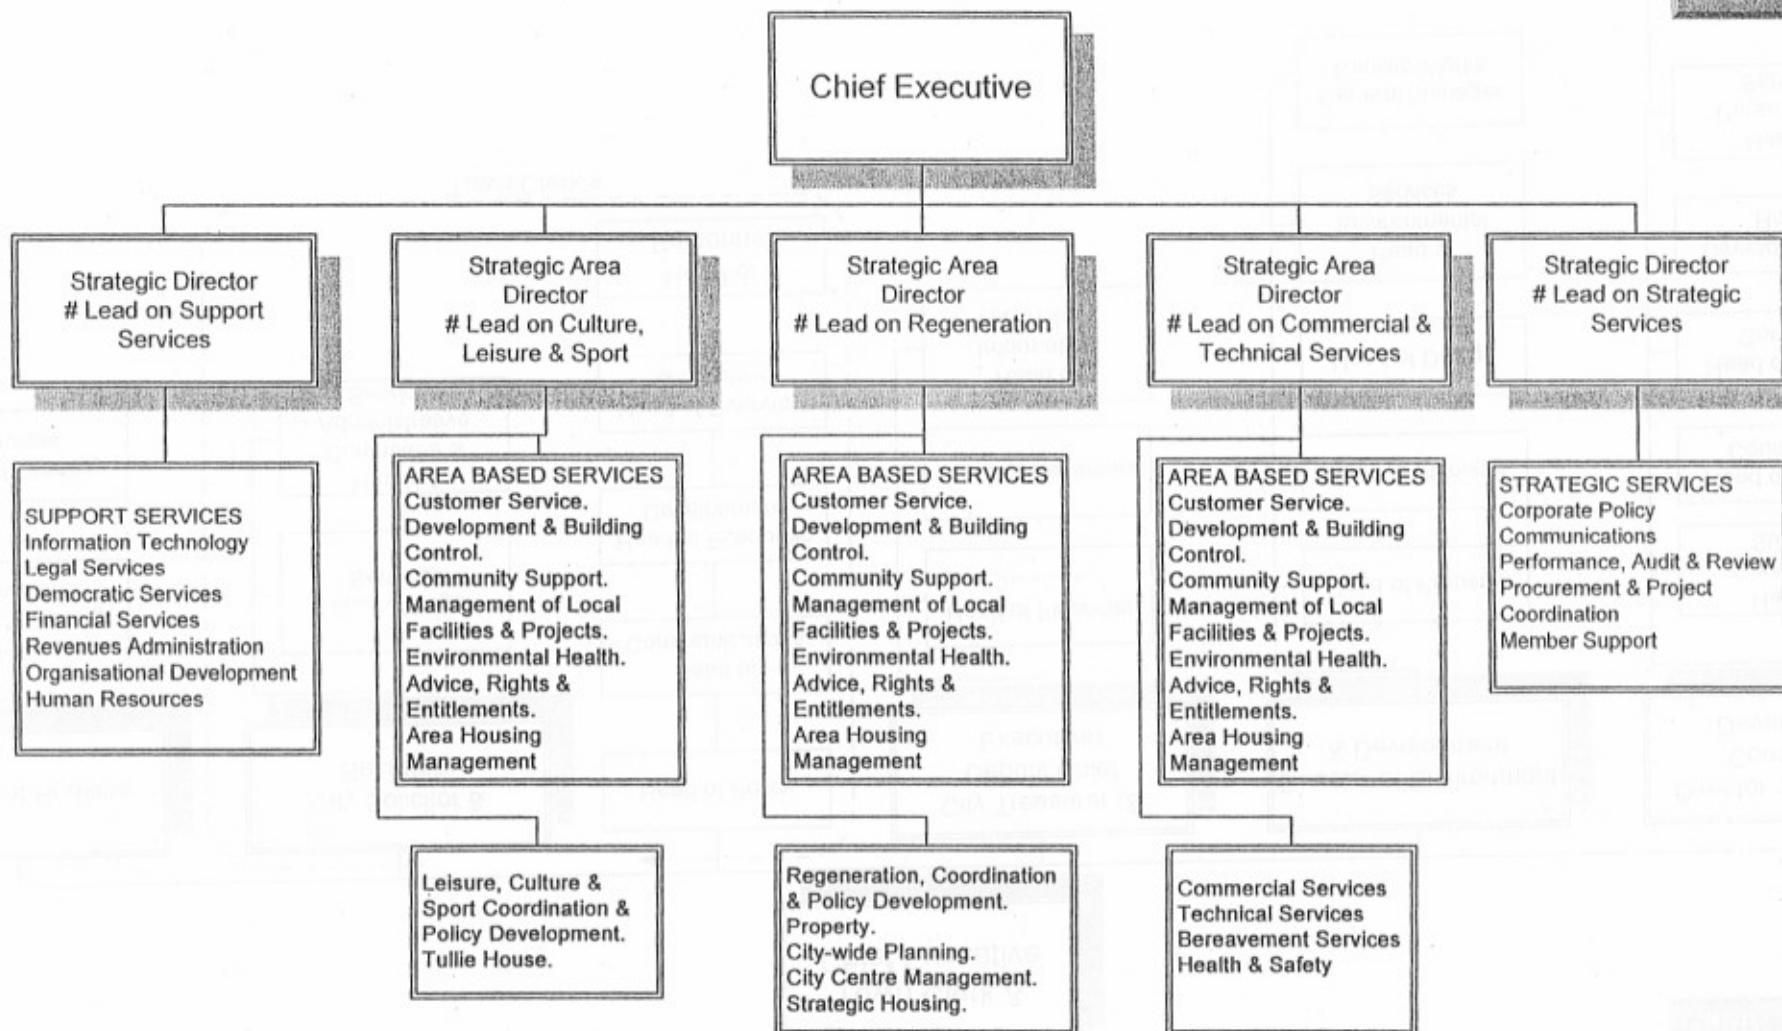 Chief Executive
Strategic Director
# Lead on Support
Services
Strategic Area
Director
# Lead on Culture,
Leisure & Sport
Strategic Area
Director
# Lead on Regeneration
Strategic Area
Director
# Lead on Commercial &
Technical Services
Strategic Director
# Lead on Strategic
Services
SUPPORT SERVICES
Information Technology
Legal Services
Democratic Services
Financial Services
Revenues Administration
Organisational Development
Human Resources
AREA BASED SERVICES
Customer Service.
Development & Building
Control.
Community Support.
Management of Local
Facilities & Projects.
Environmental Health.
Advice, Rights &
Entitlements.
Area Housing
Management
AREA BASED SERVICES
Customer Service.
Development & Building
Control.
Community Support.
Management of Local
Facilities & Projects.
Environmental Health.
Advice, Rights &
Entitlements.
Area Housing
Management
AREA BASED SERVICES
Customer Service.
Development & Building
Control.
Community Support.
Management of Local
Facilities & Projects.
Environmental Health.
Advice, Rights &
Entitlements.
Area Housing
Management
STRATEGIC SERVICES
Corporate Policy
Communications
Performance, Audit & Review
Procurement & Project
Coordination
Member Support
Leisure, Culture &
Sport Coordination &
Policy Development.
Tullie House.
Regeneration, Coordination
& Policy Development.
Property.
City-wide Planning.
City Centre Management.
Strategic Housing.
Commercial Services
Technical Services
Bereavement Services
Health & Safety